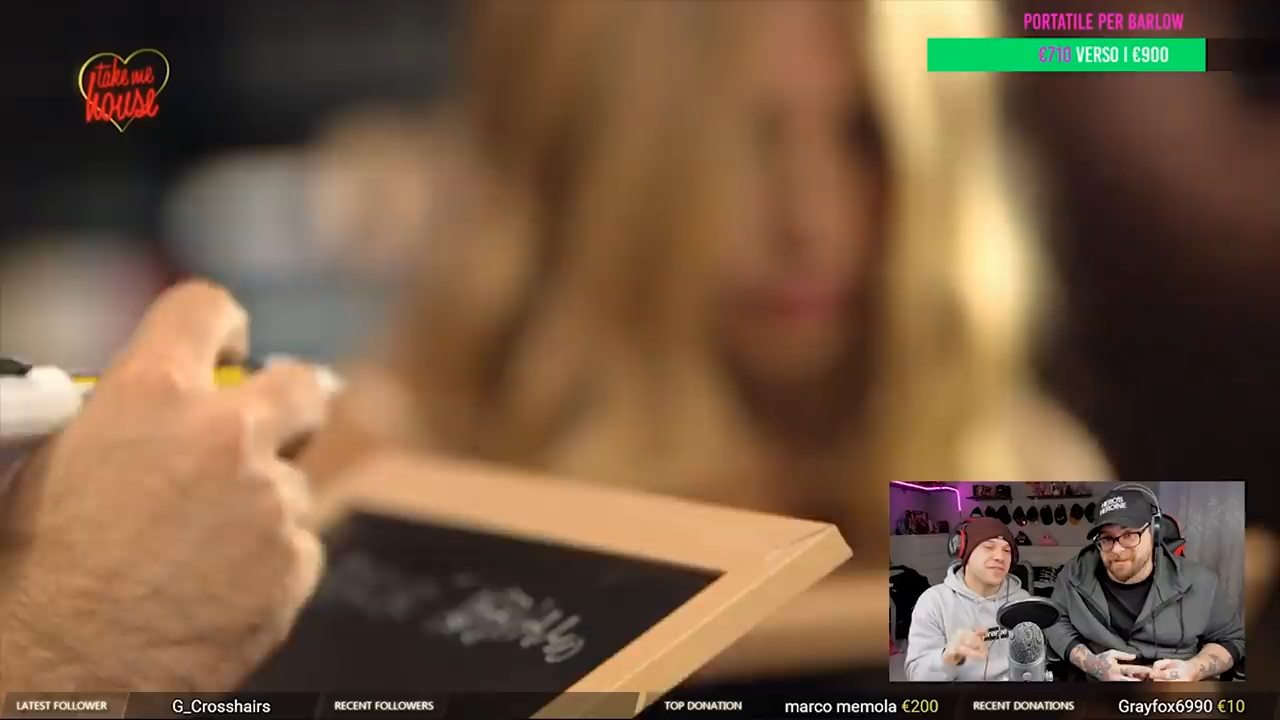 PORTATILE PER BARLOW
€710 VERSO I €900
take me
house
LATEST FOLLOWER
G_Crosshairs
RECENT FOLLOWERS
TOP DONATION
marco memola €200
RECENT DONATIONS
Grayfox6990 €10